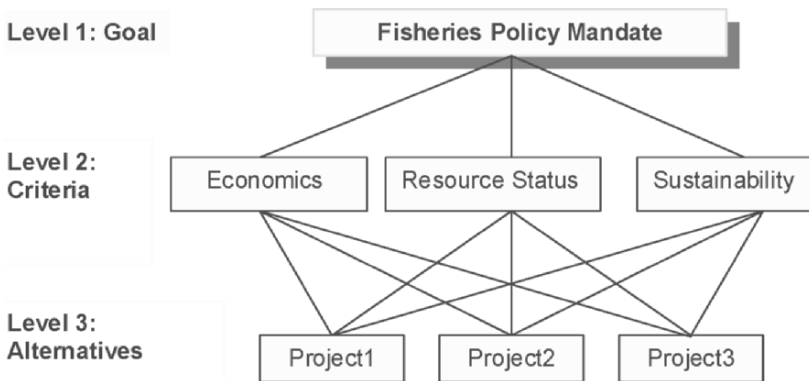 Level 1: Goal
Fisheries Policy Mandate
Level 2:
Criteria
Economics
Resource Status
Sustainability
Level 3:
Alternatives
Project1
Project2
Project3